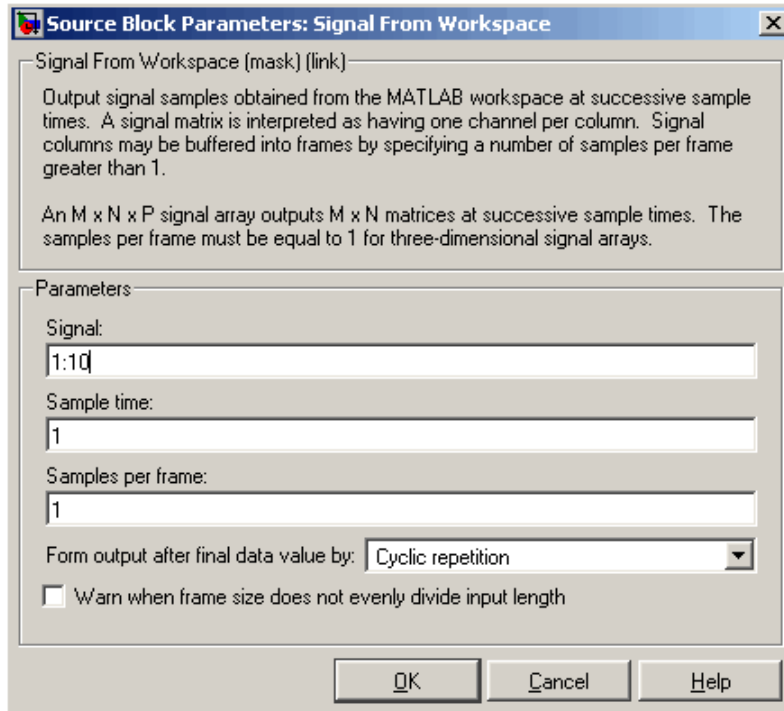 Source Block Parameters: Signal From Workspace
Signal From Workspace (mask) (link)
Output signal samples obtained from the MATLAB workspace at successive sample
times. A signal matrix is interpreted as having one channel per column. Signal
columns may be buffered into frames by specifying a number of samples per frame
greater than 1.
An M x N x P signal array outputs M x N matrices at successive sample times. The
samples per frame must be equal to 1 for three-dimensional signal arrays.
Parameters
Signal:
1:10
Sample time:
1
Samples per frame:
1
Form output after final data value by: Cyclic repetition
Warn when frame size does not evenly divide input length
OK Cancel Help